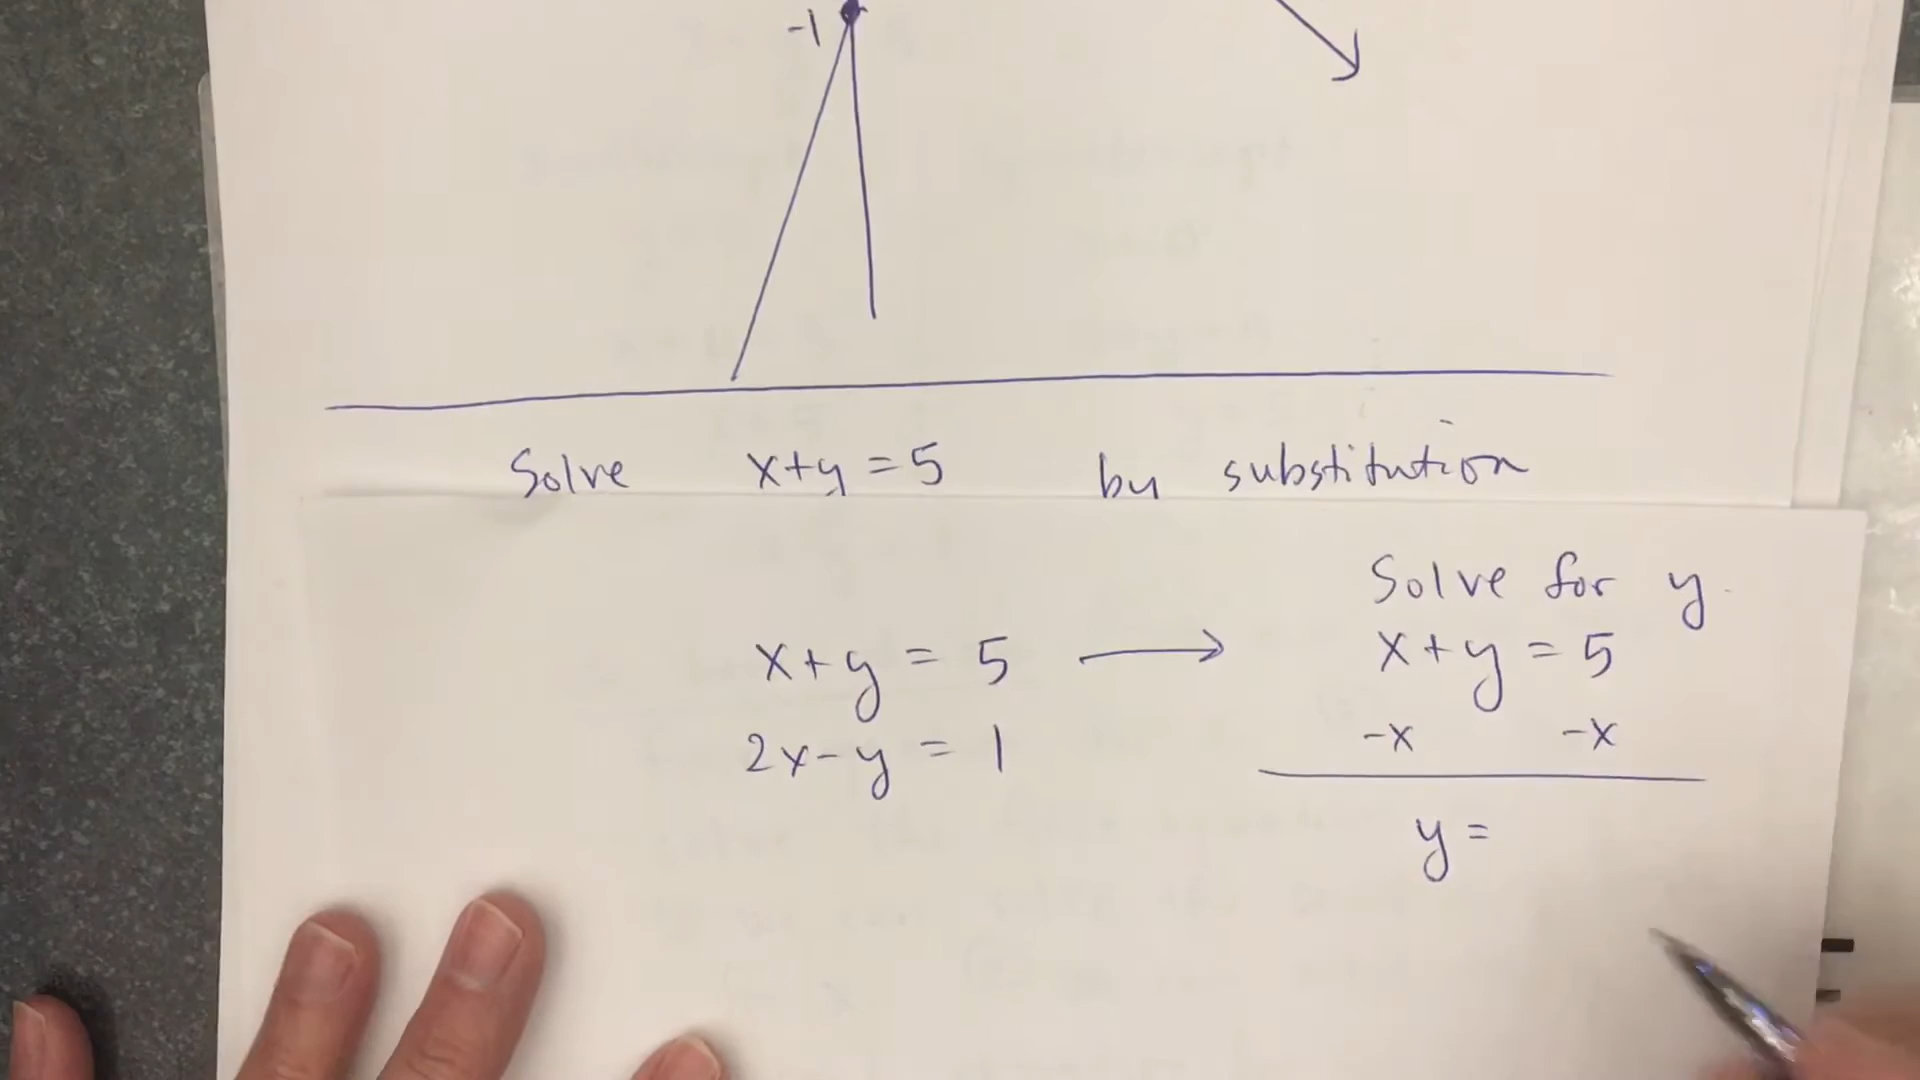 -1
Solve x+y = 5 by substitution
Solve for y.
x+y = 5 → x+y = 5
2x-y = 1 -x -x
y =